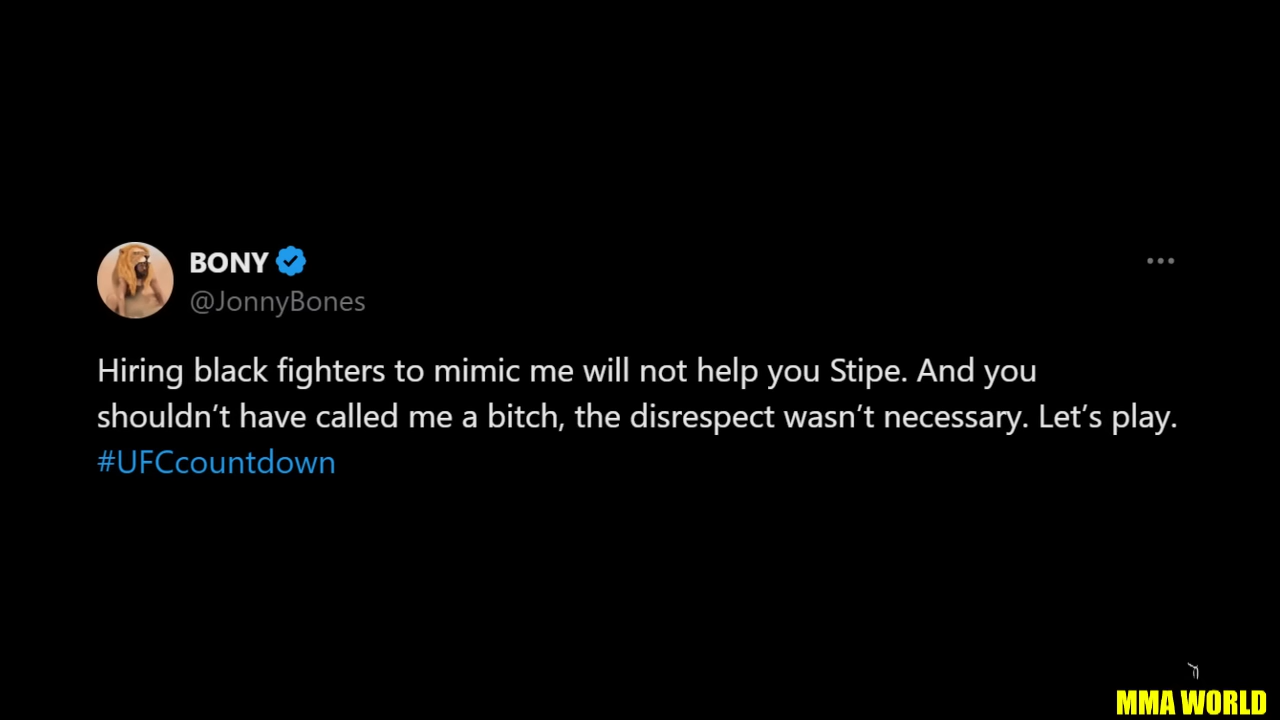 BONY
@JonnyBones
Hiring black fighters to mimic me will not help you Stipe. And you
shouldn’t have called me a bitch, the disrespect wasn’t necessary. Let’s play.
#UFCcountdown
MMA WORLD